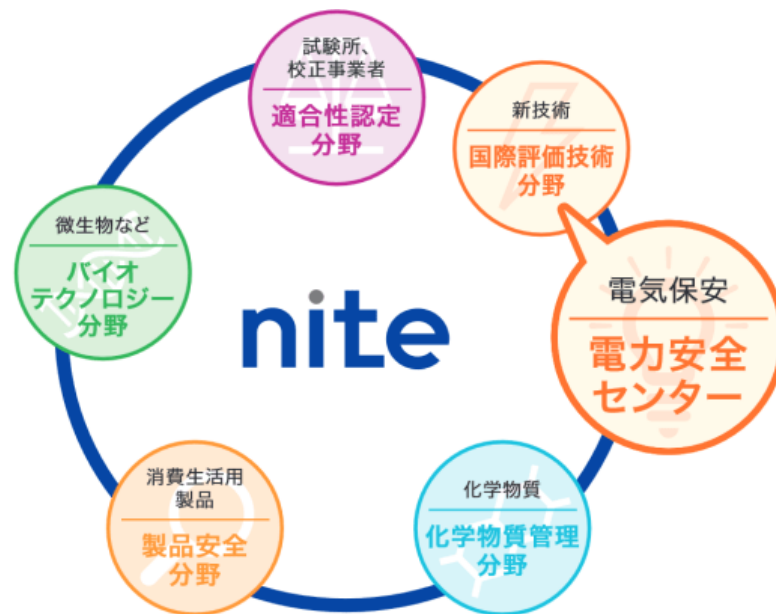 試験所、
校正事業者
適合性認定
分野
新技術
国際評価技術
分野
電気保安
電力安全
センター
微生物など
バイオ
テクノロジー
分野
nite
消費生活用
製品
製品安全
分野
化学物質
化学物質管理
分野